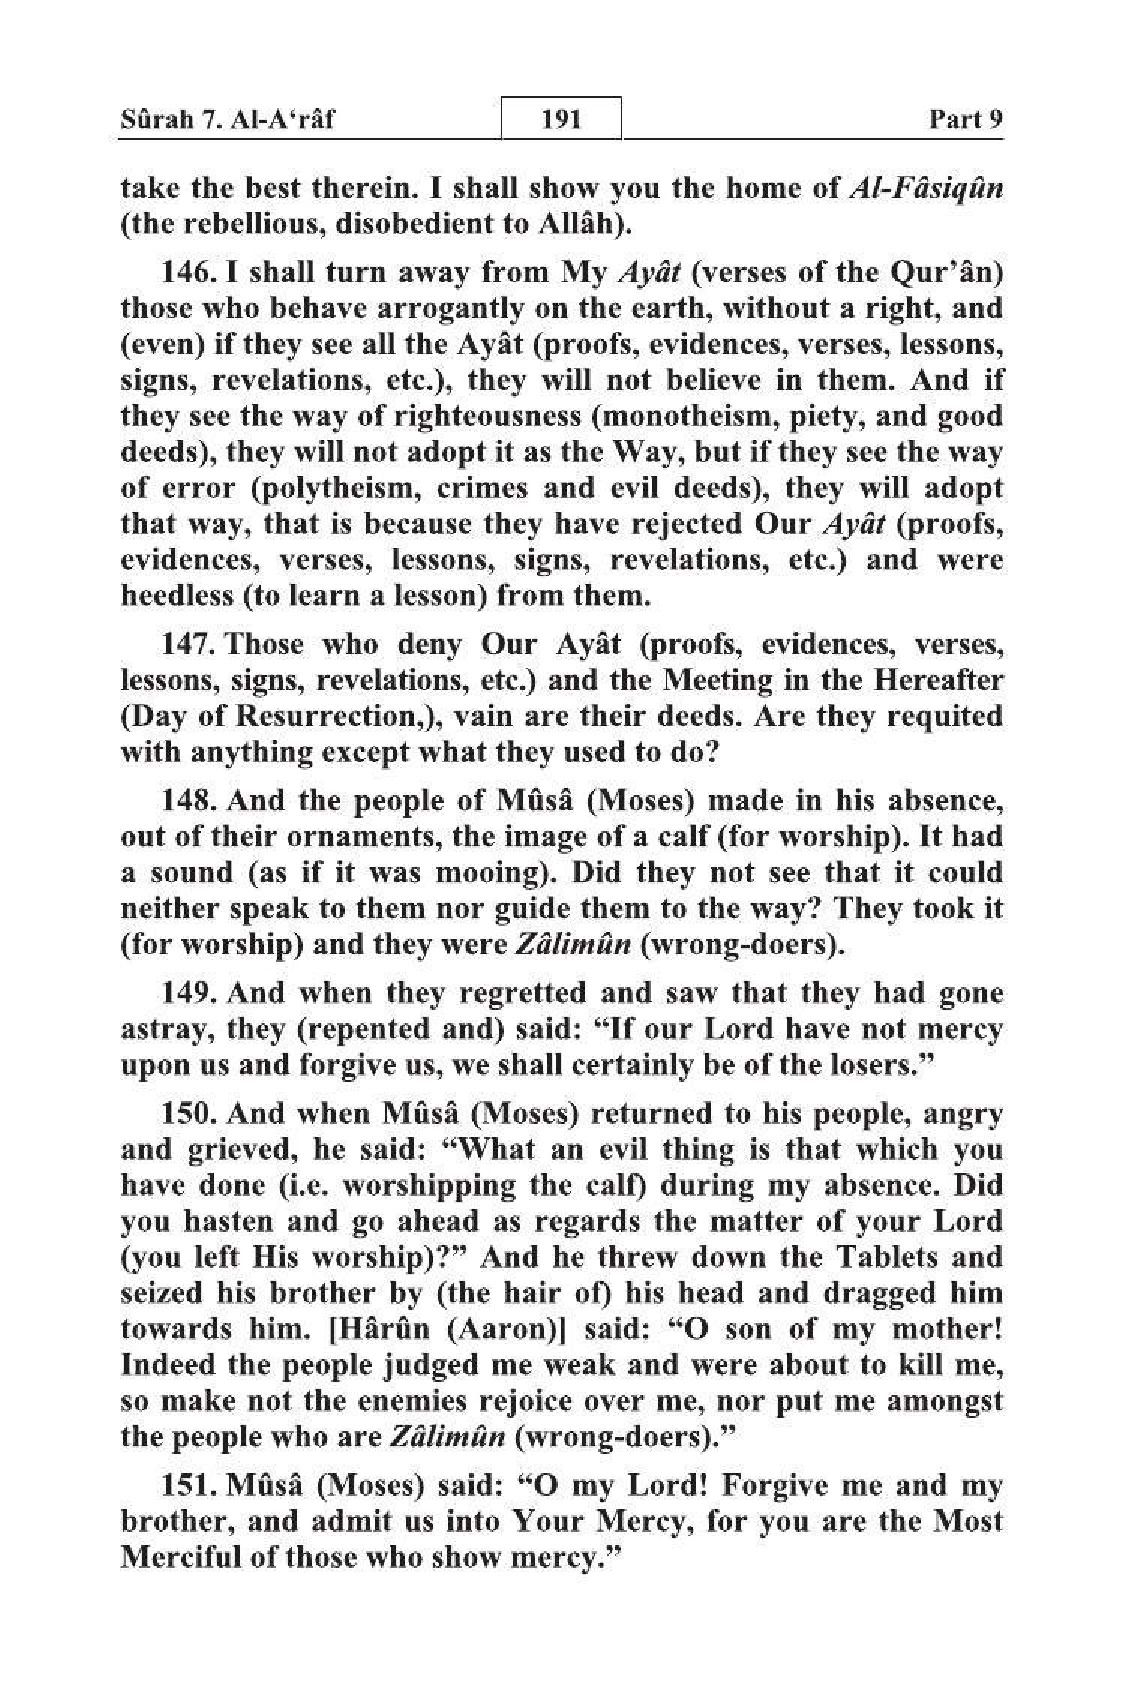 Sûrah 7. Al-A‘râf 191 Part 9
take the best therein. I shall show you the home of Al-Fâsiqûn
(the rebellious, disobedient to Allâh).
146. I shall turn away from My Ayât (verses of the Qur’ân)
those who behave arrogantly on the earth, without a right, and
(even) if they see all the Ayât (proofs, evidences, verses, lessons,
signs, revelations, etc.), they will not believe in them. And if
they see the way of righteousness (monotheism, piety, and good
deeds), they will not adopt it as the Way, but if they see the way
of error (polytheism, crimes and evil deeds), they will adopt
that way, that is because they have rejected Our Ayât (proofs,
evidences, verses, lessons, signs, revelations, etc.) and were
heedless (to learn a lesson) from them.
147. Those who deny Our Ayât (proofs, evidences, verses,
lessons, signs, revelations, etc.) and the Meeting in the Hereafter
(Day of Resurrection,), vain are their deeds. Are they requited
with anything except what they used to do?
148. And the people of Mûsâ (Moses) made in his absence,
out of their ornaments, the image of a calf (for worship). It had
a sound (as if it was mooing). Did they not see that it could
neither speak to them nor guide them to the way? They took it
(for worship) and they were Zâlimûn (wrong-doers).
149. And when they regretted and saw that they had gone
astray, they (repented and) said: “If our Lord have not mercy
upon us and forgive us, we shall certainly be of the losers.”
150. And when Mûsâ (Moses) returned to his people, angry
and grieved, he said: “What an evil thing is that which you
have done (i.e. worshipping the calf) during my absence. Did
you hasten and go ahead as regards the matter of your Lord
(you left His worship)?” And he threw down the Tablets and
seized his brother by (the hair of) his head and dragged him
towards him. [Hârûn (Aaron)] said: “O son of my mother!
Indeed the people judged me weak and were about to kill me,
so make not the enemies rejoice over me, nor put me amongst
the people who are Zâlimûn (wrong-doers).”
151. Mûsâ (Moses) said: “O my Lord! Forgive me and my
brother, and admit us into Your Mercy, for you are the Most
Merciful of those who show mercy.”